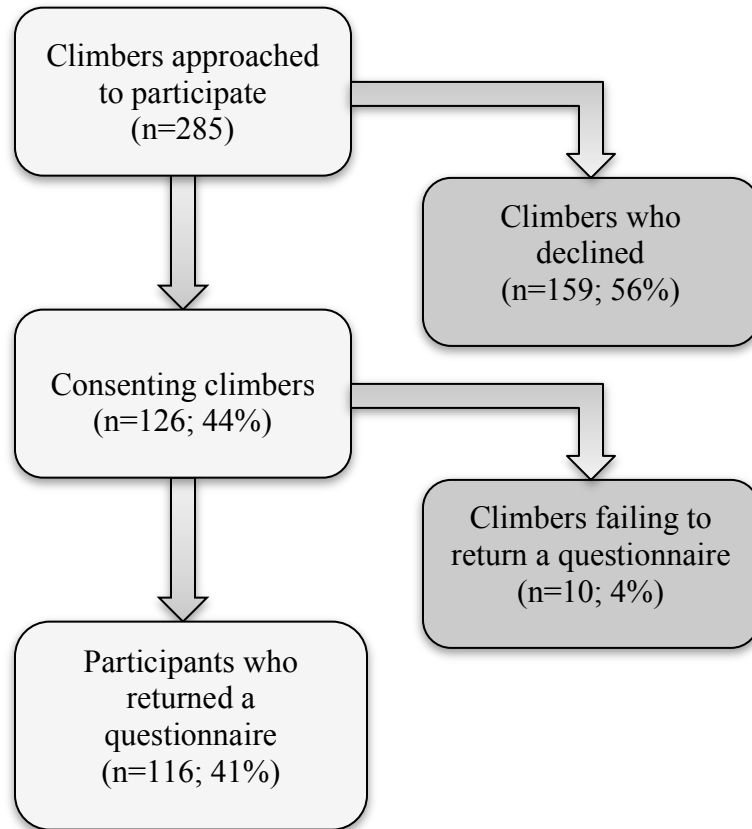 Climbers approached
to participate
(n=285)
Climbers who
declined
(n=159; 56%)
Consenting climbers
(n=126; 44%)
Climbers failing to
return a questionnaire
(n=10; 4%)
Participants who
returned a
questionnaire
(n=116; 41%)